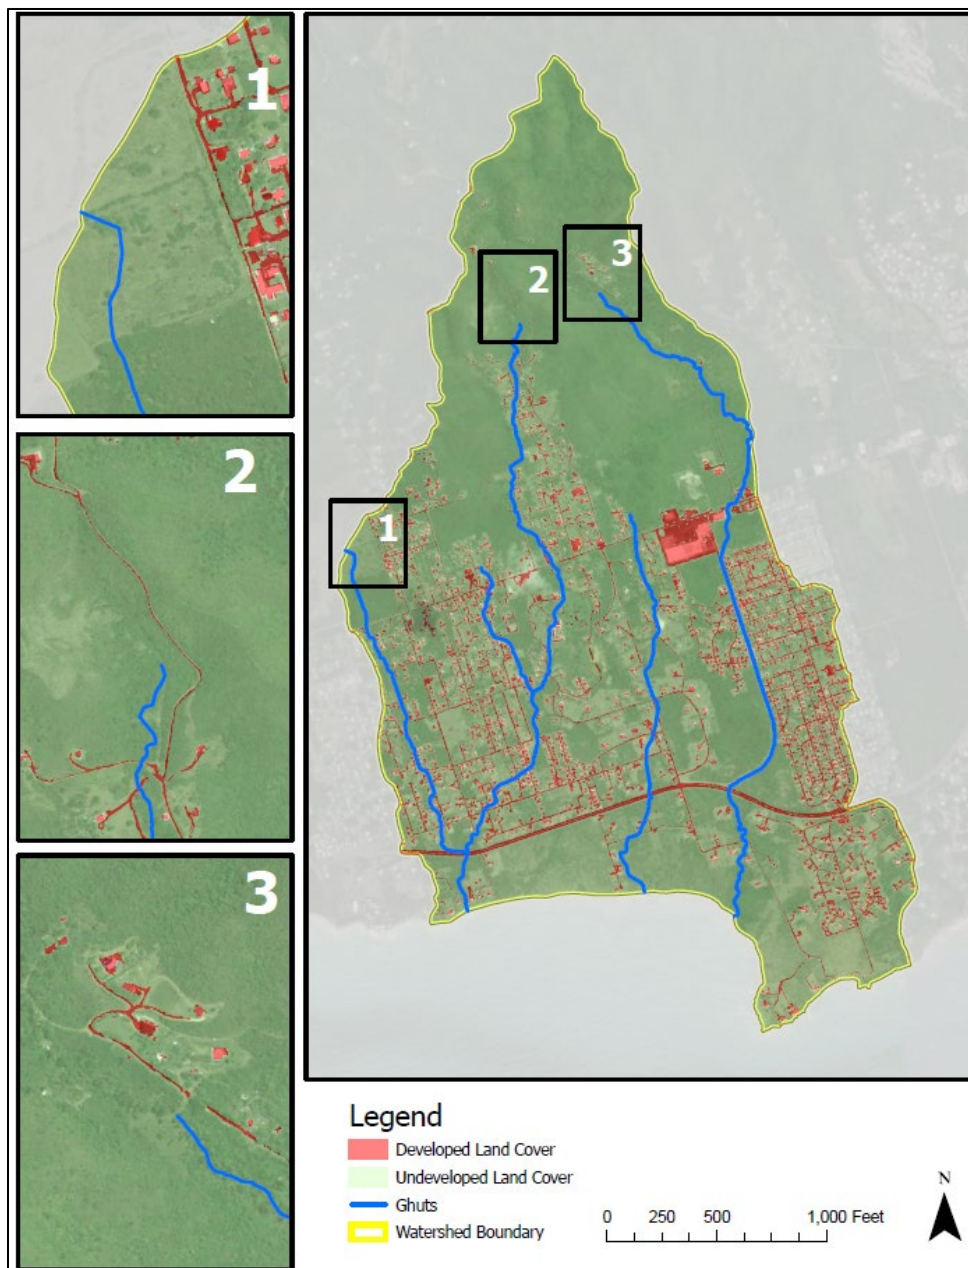 1
2
3
1
2
3
Legend
Developed Land Cover
Undeveloped Land Cover
Ghuts
Watershed Boundary
0 250 500 1,000 Feet
N